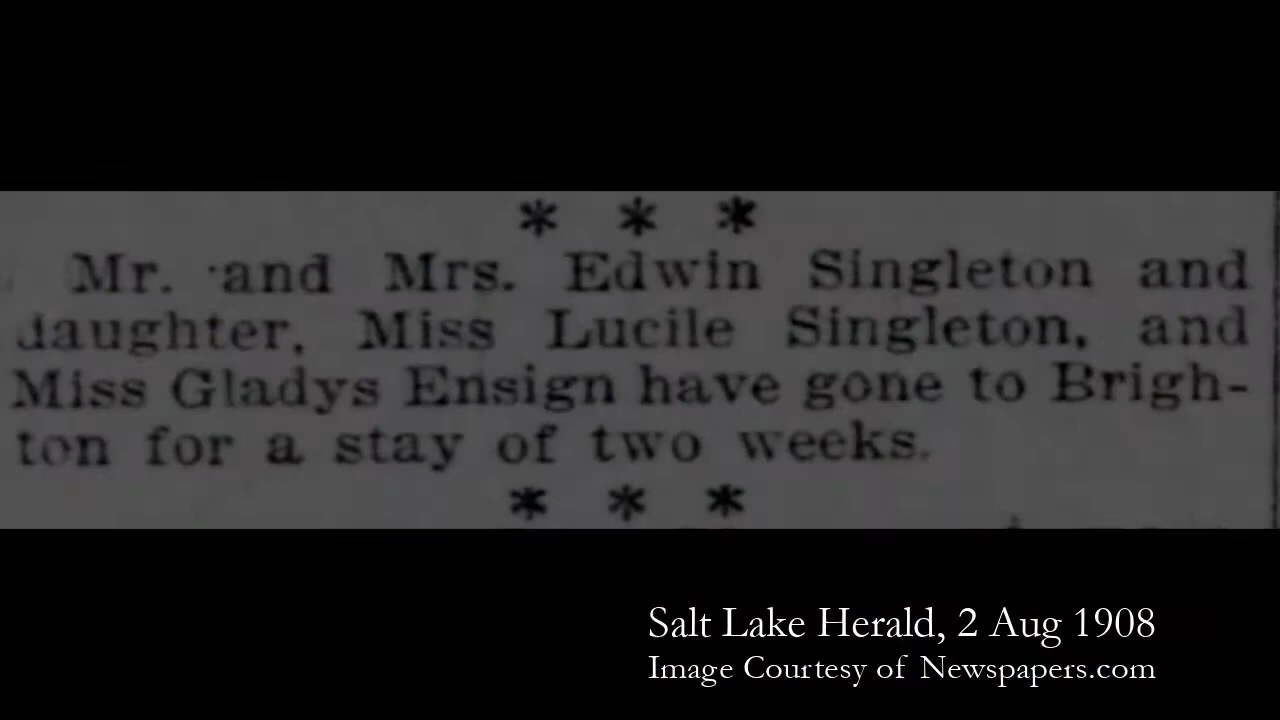 * * *
Mr. and Mrs. Edwin Singleton and
daughter, Miss Lucile Singleton, and
Miss Gladys Ensign have gone to Brigh-
ton for a stay of two weeks.
* * *
Salt Lake Herald, 2 Aug 1908
Image Courtesy of Newspapers.com